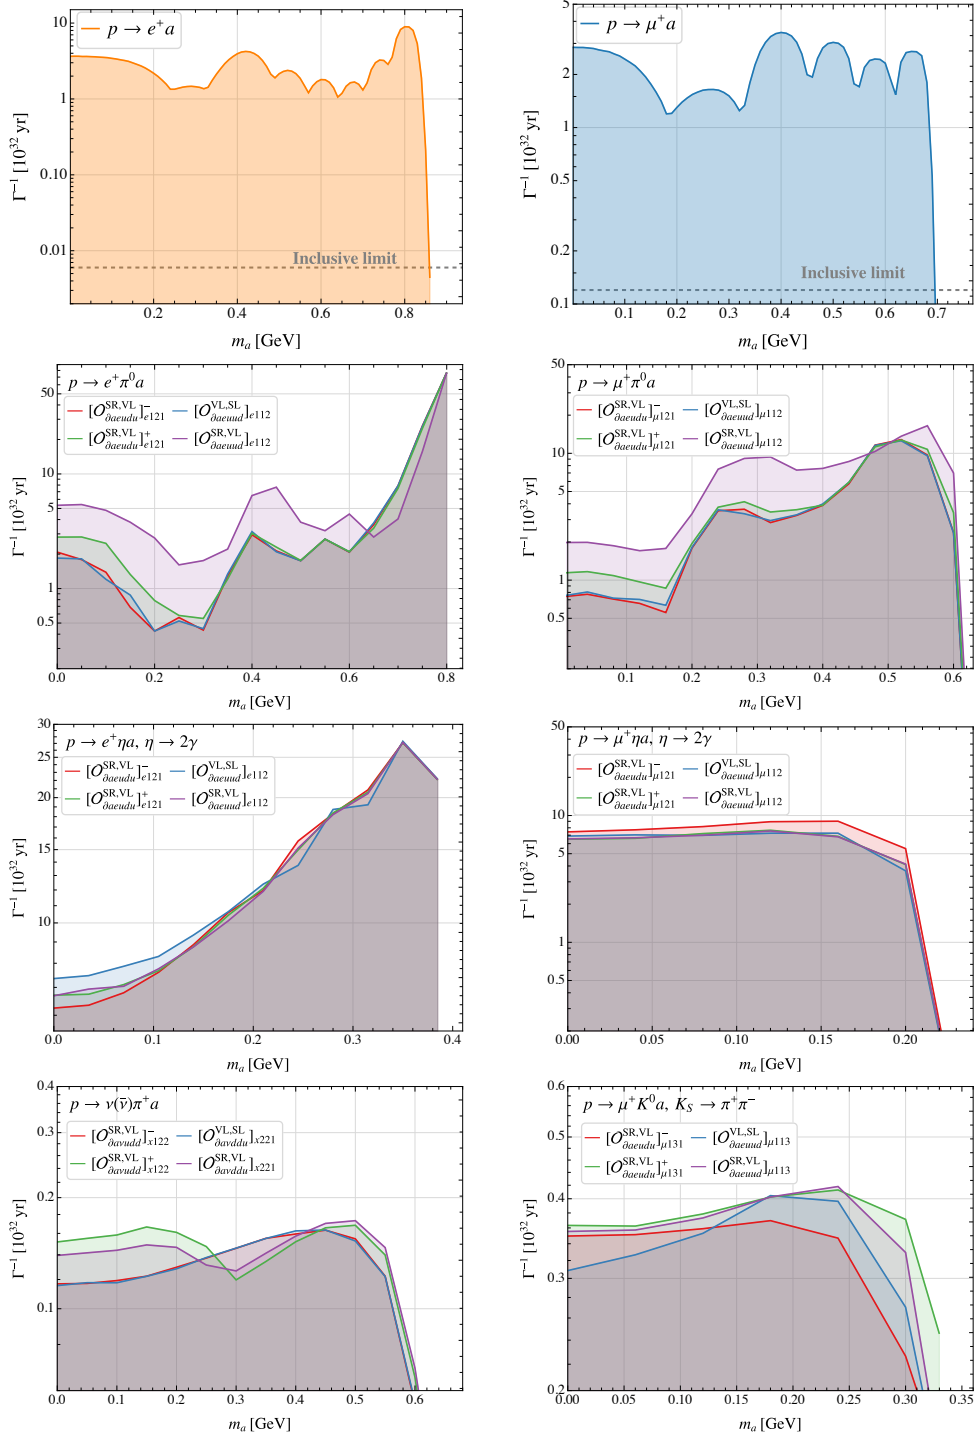 p → e⁺a
Γ⁻¹ [10³² yr]
10
1
0.10
0.01
Inclusive limit
0.2 0.4 0.6 0.8
mₐ [GeV]
p → μ⁺a
Γ⁻¹ [10³² yr]
5
2
1
0.5
0.2
0.1
Inclusive limit
0.1 0.2 0.3 0.4 0.5 0.6 0.7
mₐ [GeV]
p → e⁺π⁰a
[𝒪^{SR,VL}_{∂aeudu}]^-_{e121} [𝒪^{VL,SL}_{∂aeuud}]_{e112}
[𝒪^{SR,VL}_{∂aeudu}]^+_{e121} [𝒪^{SR,VL}_{∂aeuud}]_{e112}
Γ⁻¹ [10³² yr]
50
10
5
1
0.5
0.0 0.2 0.4 0.6 0.8
mₐ [GeV]
p → μ⁺π⁰a
[𝒪^{SR,VL}_{∂aeudu}]^-_{μ121} [𝒪^{VL,SL}_{∂aeuud}]_{μ112}
[𝒪^{SR,VL}_{∂aeudu}]^+_{μ121} [𝒪^{SR,VL}_{∂aeuud}]_{μ112}
Γ⁻¹ [10³² yr]
50
10
5
1
0.5
0.1 0.2 0.3 0.4 0.5 0.6
mₐ [GeV]
p → e⁺ηa, η → 2γ
[𝒪^{SR,VL}_{∂aeudu}]^-_{e121} [𝒪^{VL,SL}_{∂aeuud}]_{e112}
[𝒪^{SR,VL}_{∂aeudu}]^+_{e121} [𝒪^{SR,VL}_{∂aeuud}]_{e112}
Γ⁻¹ [10³² yr]
30
25
20
15
10
0.0 0.1 0.2 0.3 0.4
mₐ [GeV]
p → μ⁺ηa, η → 2γ
[𝒪^{SR,VL}_{∂aeudu}]^-_{μ121} [𝒪^{VL,SL}_{∂aeuud}]_{μ112}
[𝒪^{SR,VL}_{∂aeudu}]^+_{μ121} [𝒪^{SR,VL}_{∂aeuud}]_{μ112}
Γ⁻¹ [10³² yr]
50
10
5
1
0.5
0.00 0.05 0.10 0.15 0.20
mₐ [GeV]
p → ν(ν̄)π⁺a
[𝒪^{SR,VL}_{∂aνudd}]^-_{x122} [𝒪^{VL,SL}_{∂aνddu}]_{x221}
[𝒪^{SR,VL}_{∂aνudd}]^+_{x122} [𝒪^{SR,VL}_{∂aνddu}]_{x221}
Γ⁻¹ [10³² yr]
0.4
0.3
0.2
0.1
0.0 0.1 0.2 0.3 0.4 0.5 0.6
mₐ [GeV]
p → μ⁺K⁰a, K_S → π⁺π⁻
[𝒪^{SR,VL}_{∂aeudu}]^-_{μ131} [𝒪^{VL,SL}_{∂aeuud}]_{μ113}
[𝒪^{SR,VL}_{∂aeudu}]^+_{μ131} [𝒪^{SR,VL}_{∂aeuud}]_{μ113}
Γ⁻¹ [10³² yr]
0.6
0.5
0.4
0.3
0.2
0.00 0.05 0.10 0.15 0.20 0.25 0.30 0.35
mₐ [GeV]